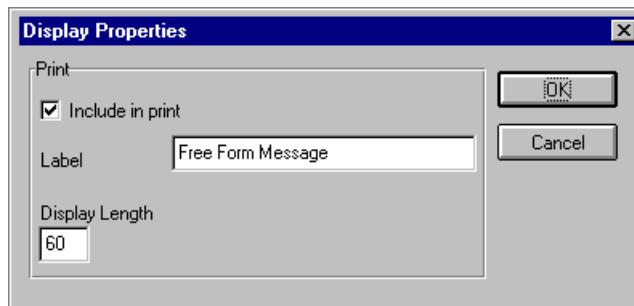 Display Properties
Print
OK
Include in print
Cancel
Label
Free Form Message
Display Length
60